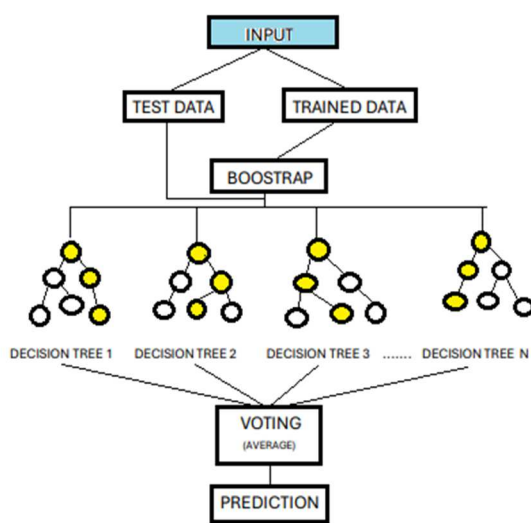 INPUT
TEST DATA
TRAINED DATA
BOOSTRAP
DECISION TREE 1
DECISION TREE 2
DECISION TREE 3
.......
DECISION TREE N
VOTING
(AVERAGE)
PREDICTION